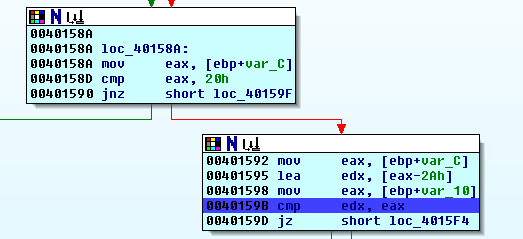 0040158A
0040158A loc_40158A:
0040158A mov eax, [ebp+var_C]
0040158D cmp eax, 20h
00401590 jnz short loc_40159F
00401592 mov eax, [ebp+var_C]
00401595 lea edx, [eax-2Ah]
00401598 mov eax, [ebp+var_10]
0040159B cmp edx, eax
0040159D jz short loc_4015F4